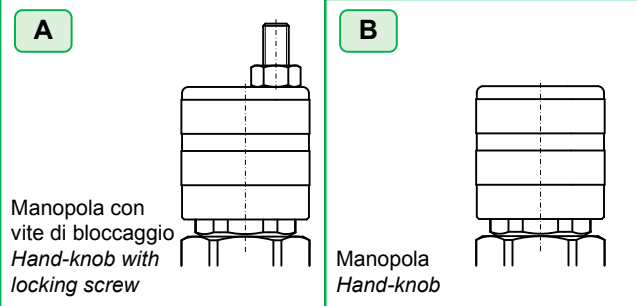 A
Manopola con
vite di bloccaggio
Hand-knob with
locking screw
B
Manopola
Hand-knob